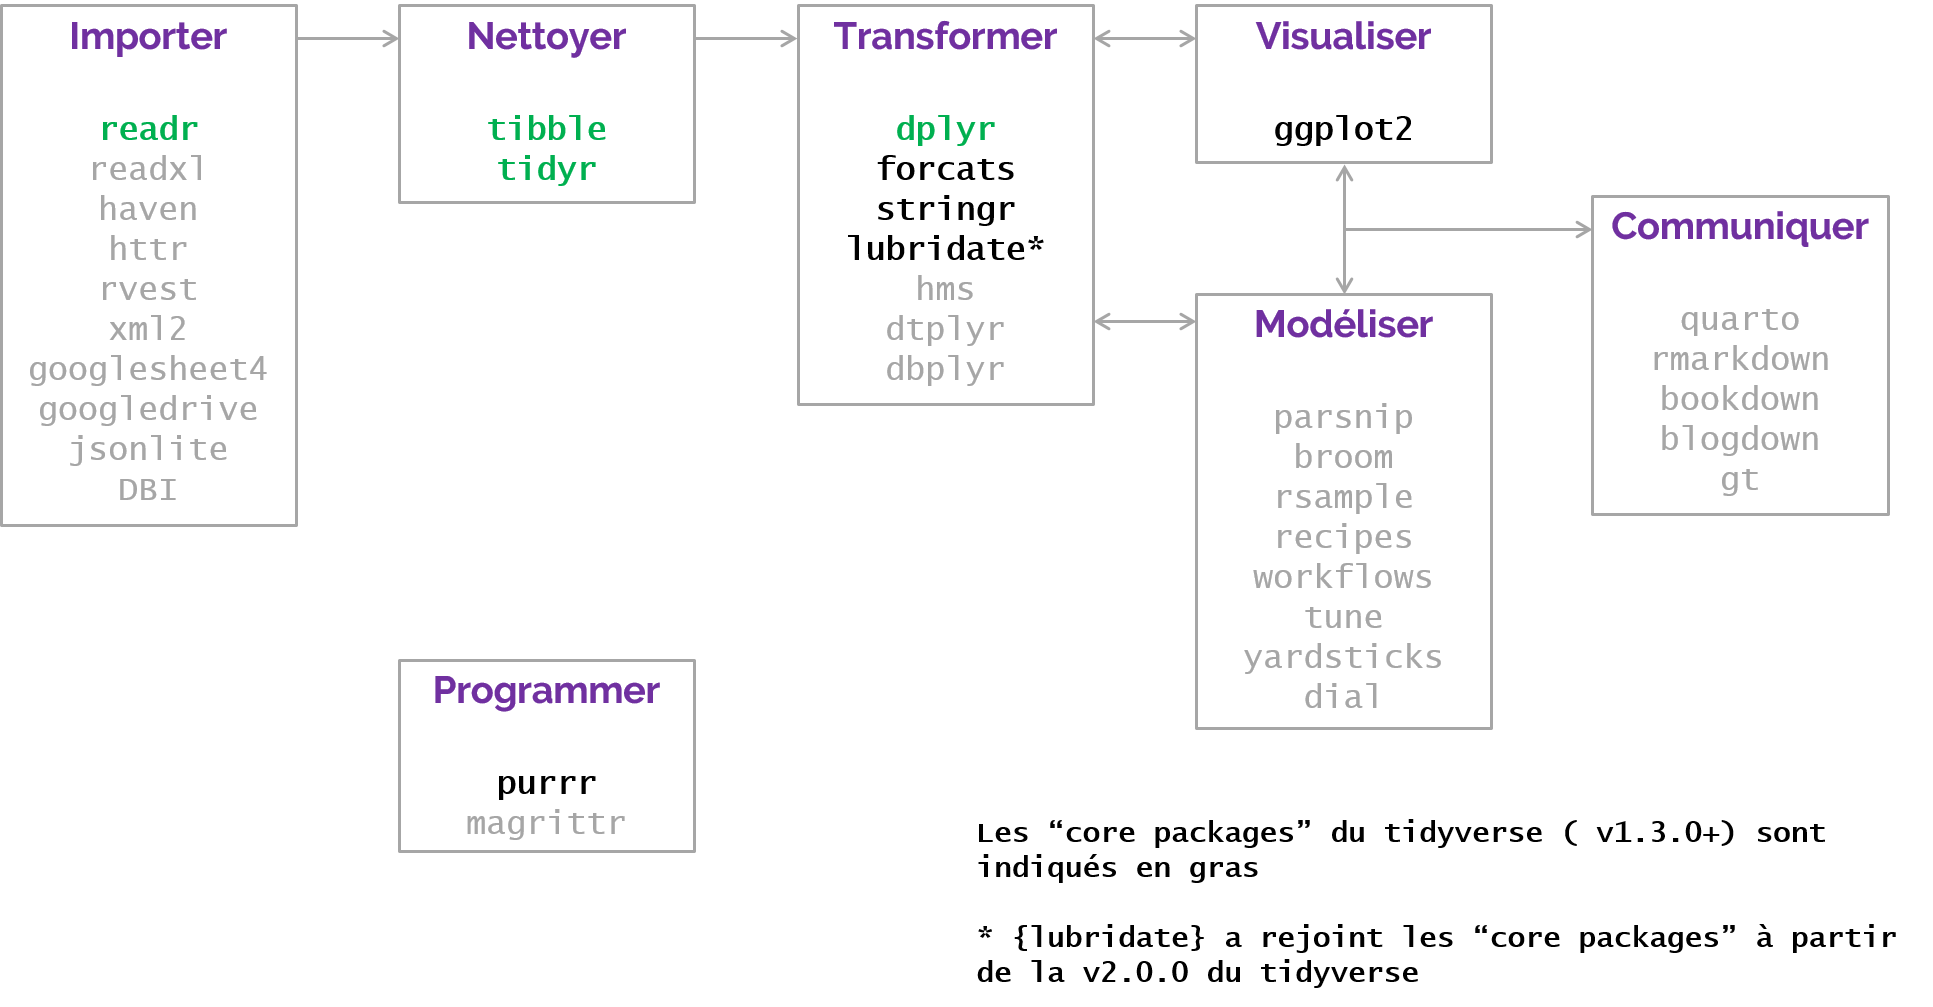 Importer
readr
readxl
haven
httr
rvest
xml2
googlesheet4
googledrive
jsonlite
DBI
Nettoyer
tibble
tidyr
Transformer
dplyr
forcats
stringr
lubridate*
hms
dtplyr
dbplyr
Visualiser
ggplot2
Modéliser
parsnip
broom
rsample
recipes
workflows
tune
yardsticks
dial
Communiquer
quarto
rmarkdown
bookdown
blogdown
gt
Programmer
purrr
magrittr
Les “core packages” du tidyverse ( v1.3.0+) sont
indiqués en gras
* {lubridate} a rejoint les “core packages” à partir
de la v2.0.0 du tidyverse